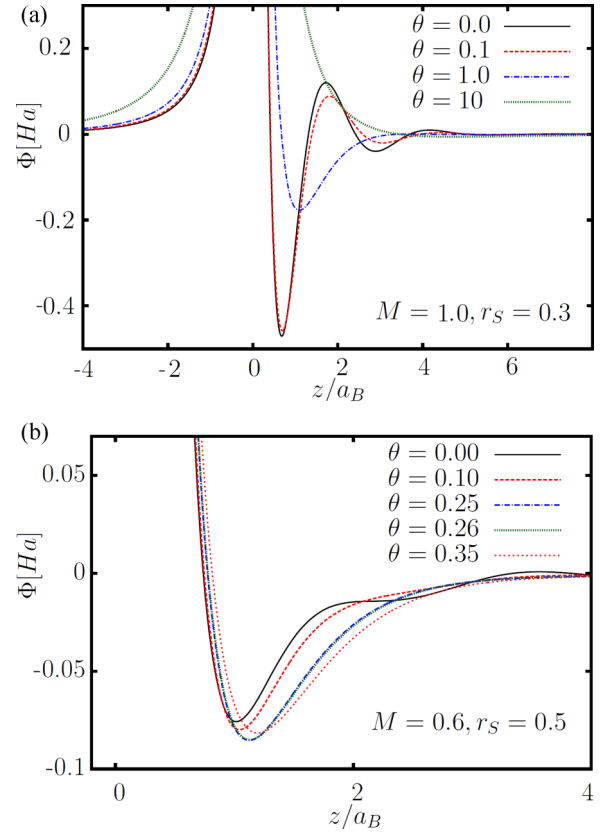 (a)
0.2
0
-0.2
-0.4
Φ[Ha]
θ = 0.0
θ = 0.1
θ = 1.0
θ = 10
M = 1.0, r_S = 0.3
-4 -2 0 2 4 6 8
z/a_B
(b)
0.05
0
-0.05
-0.1
Φ[Ha]
θ = 0.00
θ = 0.10
θ = 0.25
θ = 0.26
θ = 0.35
M = 0.6, r_S = 0.5
0 2 4
z/a_B